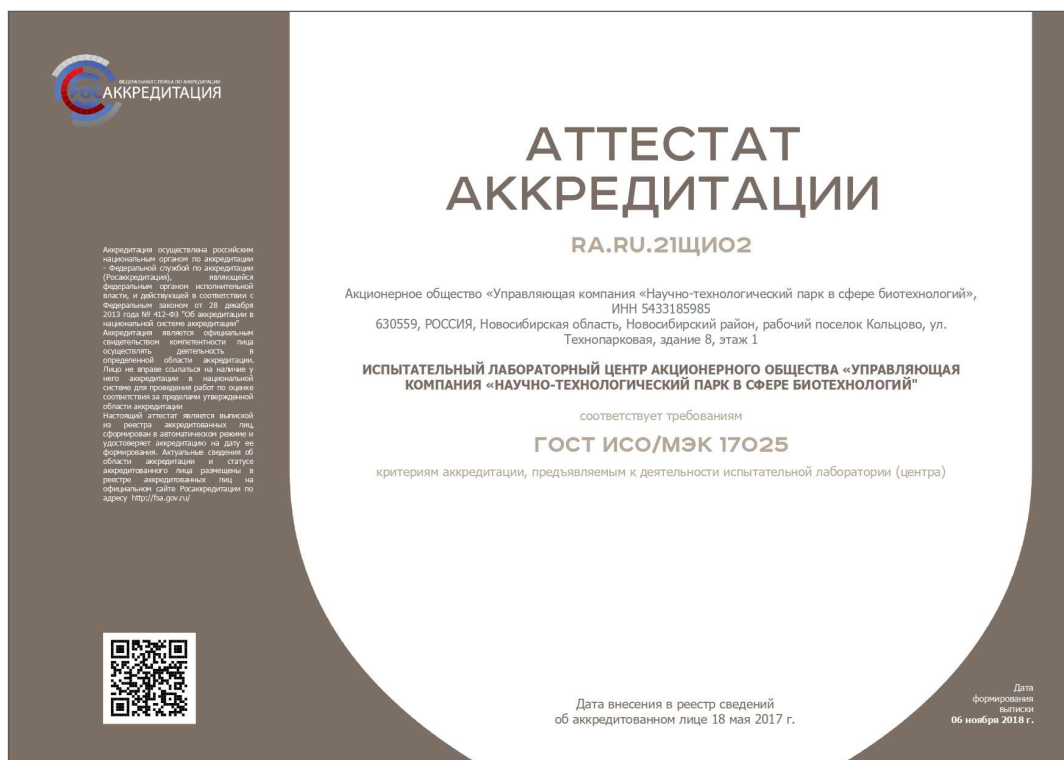 ФЕДЕРАЛЬНАЯ СЛУЖБА ПО АККРЕДИТАЦИИ
РОСАККРЕДИТАЦИЯ
АТТЕСТАТ
АККРЕДИТАЦИИ
RA.RU.21ЩИ02
Акционерное общество «Управляющая компания «Научно-технологический парк в сфере биотехнологий»,
ИНН 5433185985
630559, РОССИЯ, Новосибирская область, Новосибирский район, рабочий поселок Кольцово, ул.
Технопарковая, здание 8, этаж 1
ИСПЫТАТЕЛЬНЫЙ ЛАБОРАТОРНЫЙ ЦЕНТР АКЦИОНЕРНОГО ОБЩЕСТВА «УПРАВЛЯЮЩАЯ
КОМПАНИЯ «НАУЧНО-ТЕХНОЛОГИЧЕСКИЙ ПАРК В СФЕРЕ БИОТЕХНОЛОГИЙ"
соответствует требованиям
ГОСТ ИСО/МЭК 17025
критериям аккредитации, предъявляемым к деятельности испытательной лаборатории (центра)
Аккредитация осуществлена российским
национальным органом по аккредитации
- Федеральной службой по аккредитации
(Росаккредитация), являющейся
федеральным органом исполнительной
власти, и действующей в соответствии с
Федеральным законом от 28 декабря
2013 года № 412-ФЗ "Об аккредитации в
национальной системе аккредитации"
Аккредитация является официальным
свидетельством компетентности лица
осуществлять деятельность в
определенной области аккредитации.
Лицо не вправе ссылаться на наличие у
него аккредитации в национальной
системе для проведения работ по оценке
соответствия за пределами утвержденной
области аккредитации
Настоящий аттестат является выпиской
из реестра аккредитованных лиц,
сформирован в автоматическом режиме и
удостоверяет аккредитацию на дату ее
формирования. Актуальные сведения об
области аккредитации и статусе
аккредитованного лица размещены в
реестре аккредитованных лиц на
официальном сайте Росаккредитации по
адресу http://fsa.gov.ru/
Дата внесения в реестр сведений
об аккредитованном лице 18 мая 2017 г.
Дата
формирования
выписки
06 ноября 2018 г.